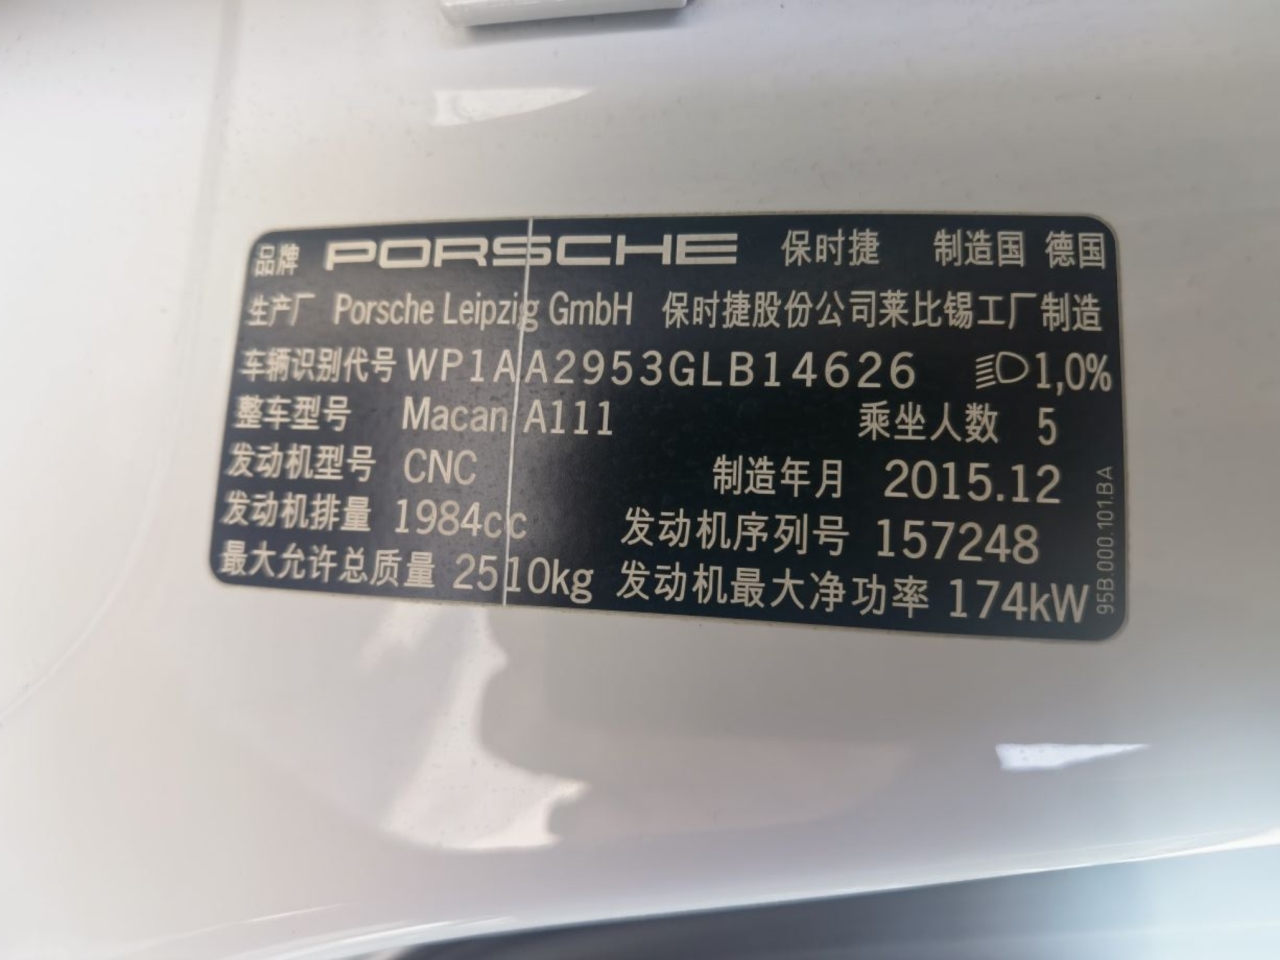 品牌 PORSCHE 保时捷 制造国 德国
生产厂 Porsche Leipzig GmbH 保时捷股份公司莱比锡工厂制造
车辆识别代号 WP1AA2953GLB14626 1,0%
整车型号 Macan A111 乘坐人数 5
发动机型号 CNC 制造年月 2015.12
发动机排量 1984cc 发动机序列号 157248
最大允许总质量 2510kg 发动机最大净功率 174kW
95B.000.101.BA